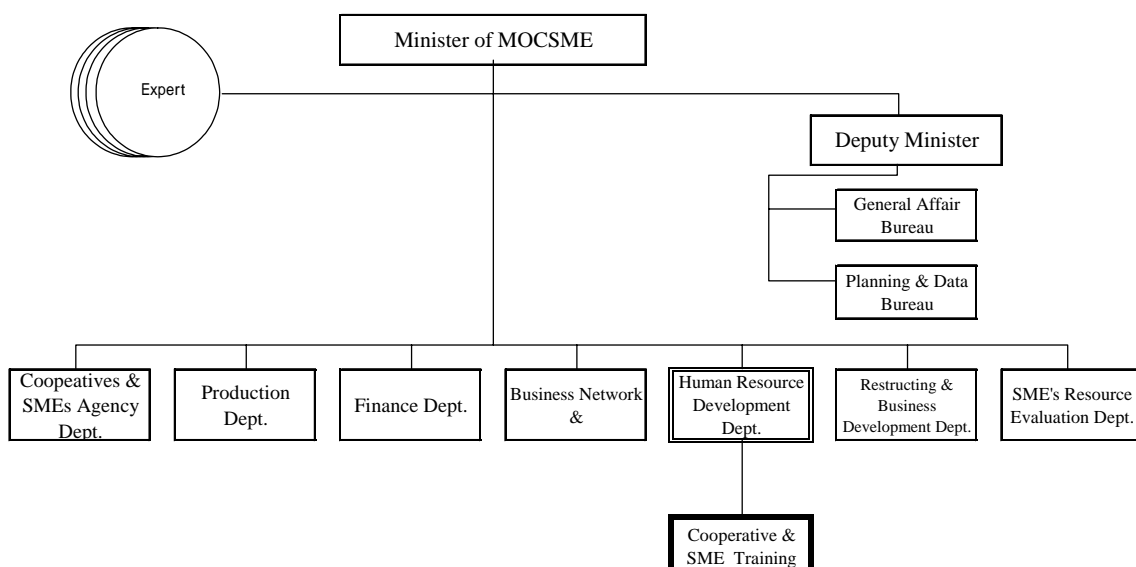 Minister of MOCSME
Expert
Deputy Minister
General Affair
Bureau
Planning & Data
Bureau
Coopeatives &
SMEs Agency
Dept.
Production
Dept.
Finance Dept.
Business Network
&
Human Resource
Development
Dept.
Restructing &
Business
Development Dept.
SME's Resource
Evaluation Dept.
Cooperative &
SME Training